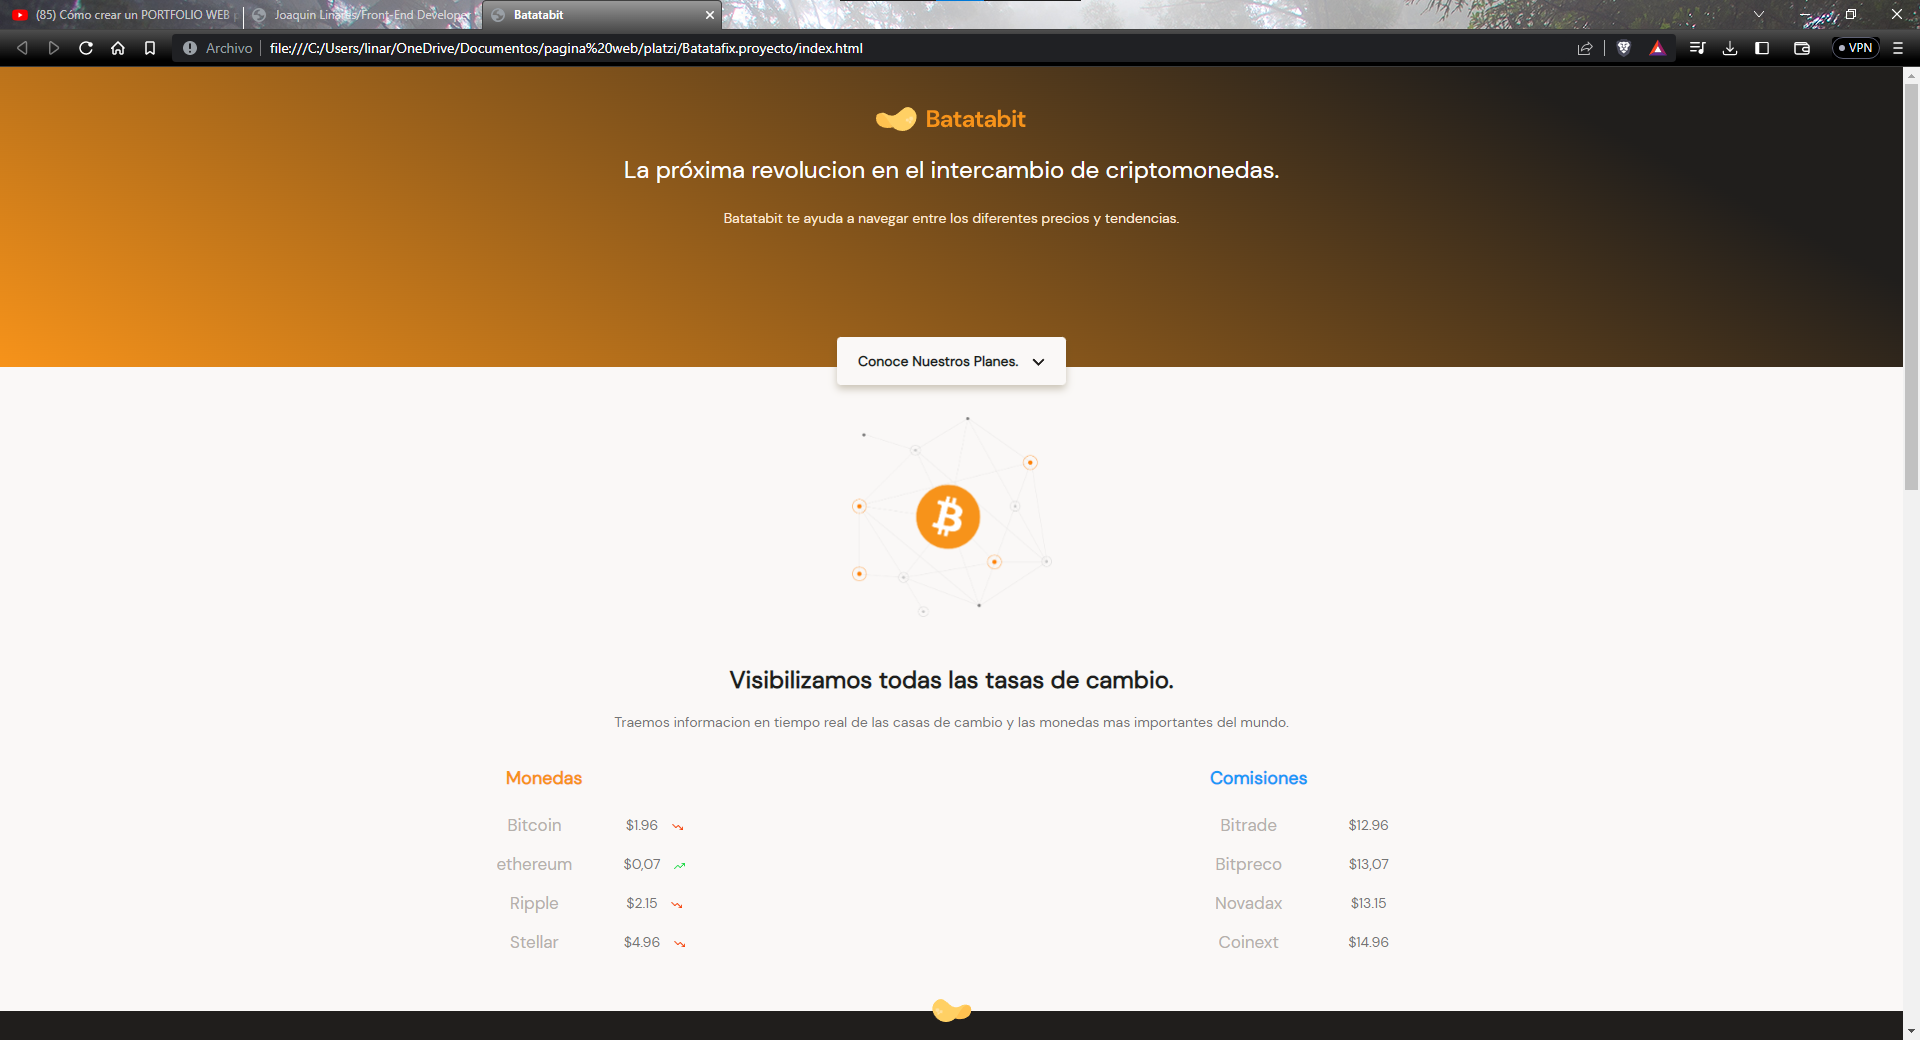 (85) Cómo crear un PORTFOLIO WEB
Joaquin Linares/Front-End Developer
Batatabit
Archivo
file:///C:/Users/linar/OneDrive/Documentos/pagina%20web/platzi/Batatafix.proyecto/index.html
VPN
Batatabit
La próxima revolucion en el intercambio de criptomonedas.
Batatabit te ayuda a navegar entre los diferentes precios y tendencias.
Conoce Nuestros Planes.
Visibilizamos todas las tasas de cambio.
Traemos informacion en tiempo real de las casas de cambio y las monedas mas importantes del mundo.
Monedas
Bitcoin $1.96
ethereum $0,07
Ripple $2.15
Stellar $4.96
Comisiones
Bitrade $12.96
Bitpreco $13,07
Novadax $13.15
Coinext $14.96